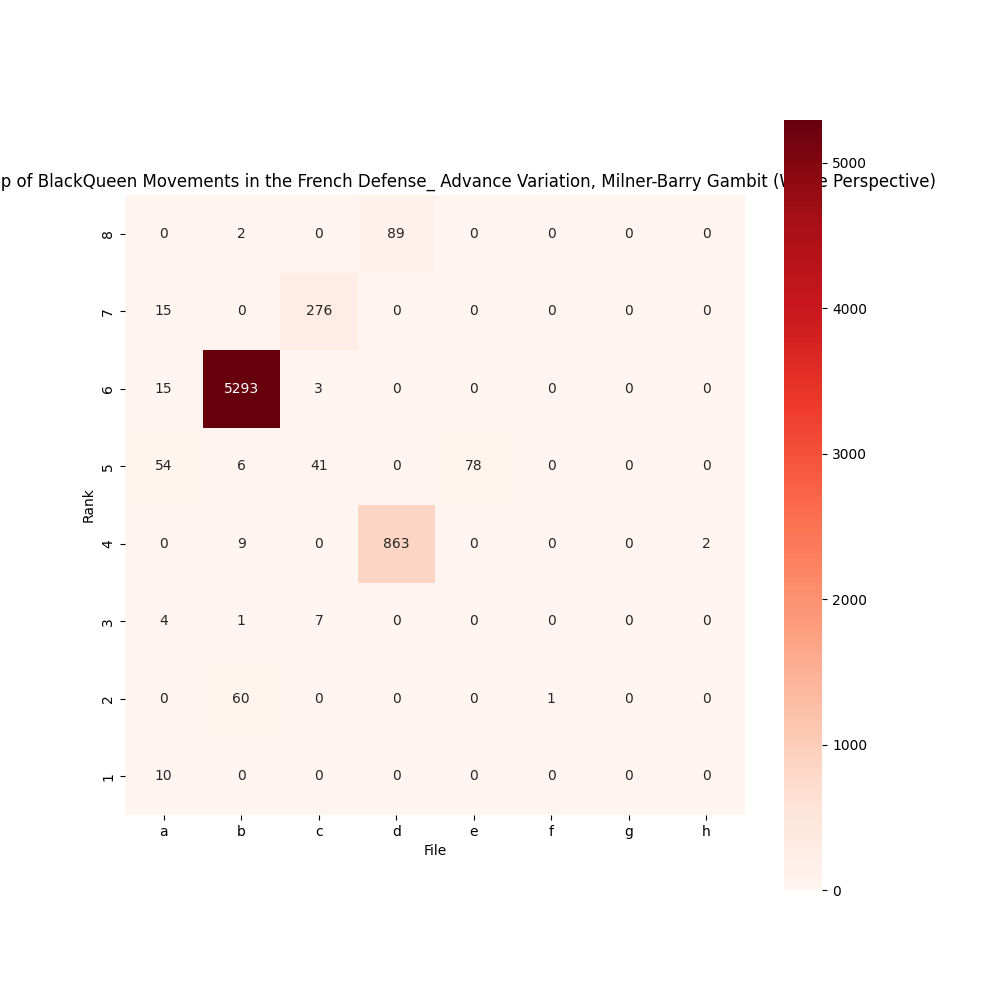 p of BlackQueen Movements in the French Defense_ Advance Variation, Milner-Barry Gambit ( Perspective)
8 0 2 0 89 0 0 0 0
7 15 0 276 0 0 0 0 0
6 15 5293 3 0 0 0 0 0
5 54 6 41 0 78 0 0 0
4 0 9 0 863 0 0 0 2
3 4 1 7 0 0 0 0 0
2 0 60 0 0 0 1 0 0
1 10 0 0 0 0 0 0 0
a b c d e f g h
File
Rank
5000
4000
3000
2000
1000
0